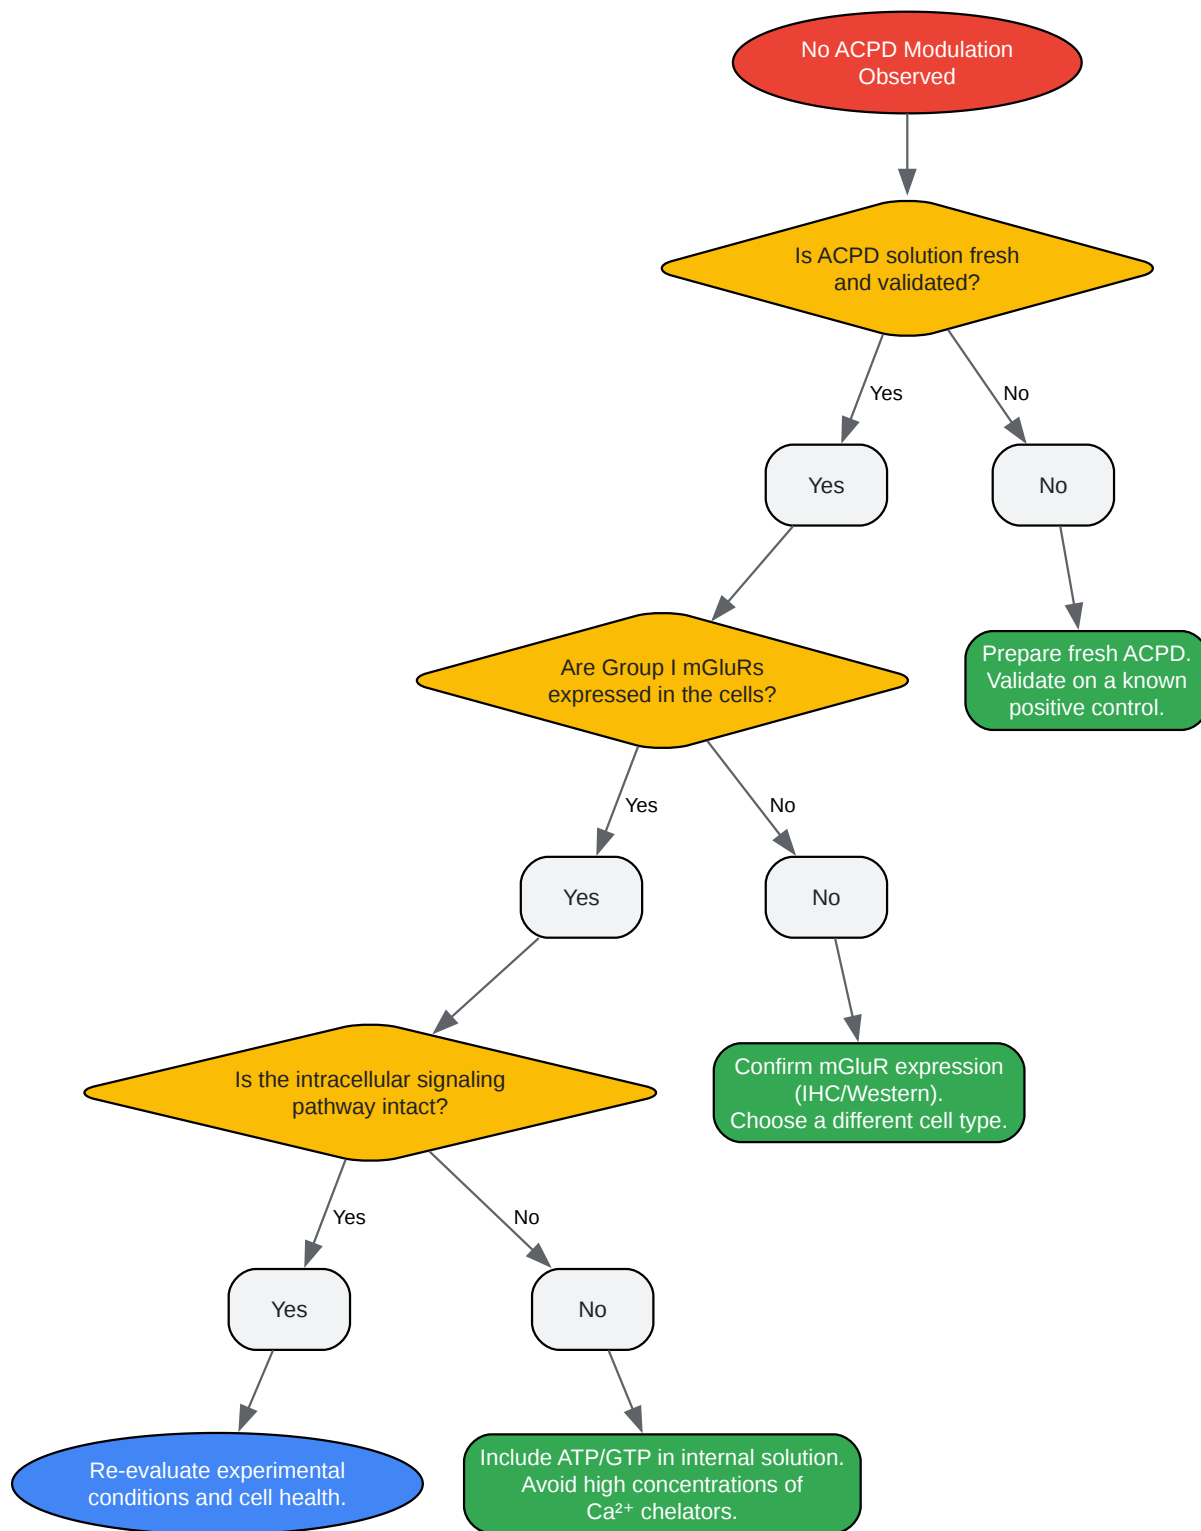 No ACPD Modulation
Observed
Is ACPD solution fresh
and validated?
Yes
No
Yes
No
Prepare fresh ACPD.
Validate on a known
positive control.
Are Group I mGluRs
expressed in the cells?
Yes
No
Yes
No
Confirm mGluR expression
(IHC/Western).
Choose a different cell type.
Is the intracellular signaling
pathway intact?
Yes
No
Yes
No
Re-evaluate experimental
conditions and cell health.
Include ATP/GTP in internal solution.
Avoid high concentrations of
Ca²⁺ chelators.